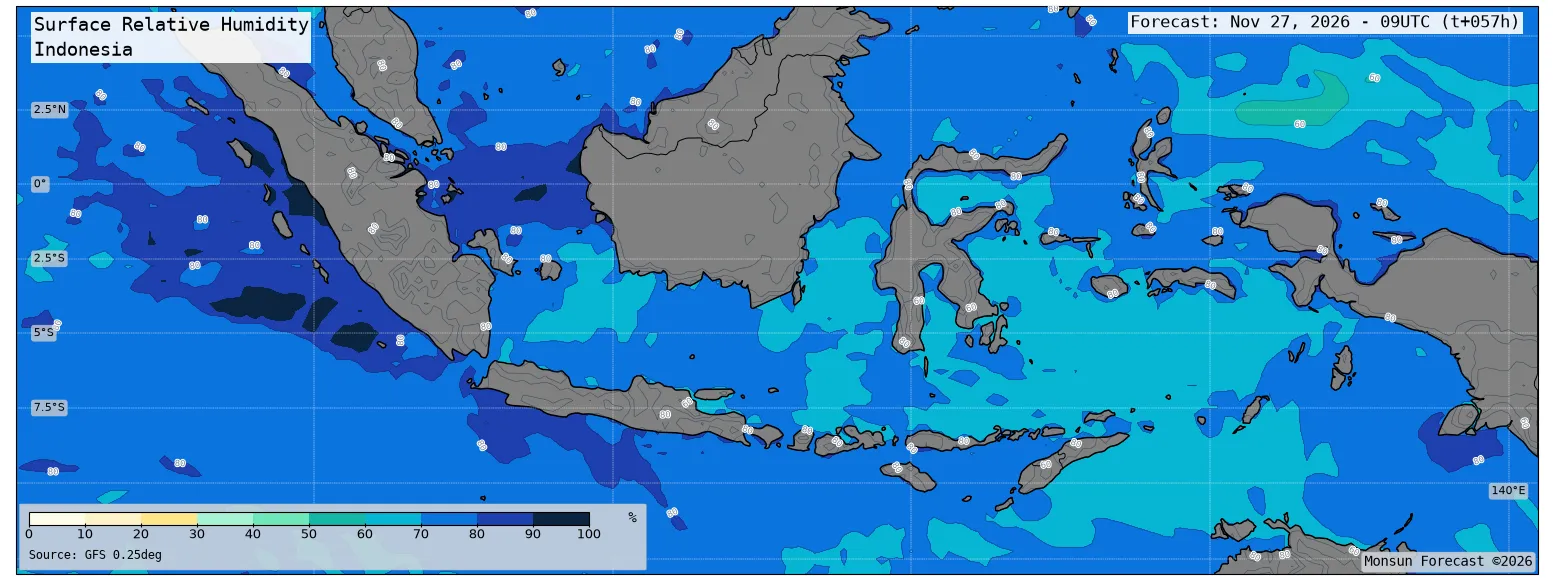 Surface Relative Humidity
Indonesia
Forecast: Nov 27, 2026 - 09UTC (t+057h)
2.5°N
0°
2.5°S
5°S
7.5°S
140°E
%
0 10 20 30 40 50 60 70 80 90 100
Source: GFS 0.25deg
Monsun Forecast ©2026